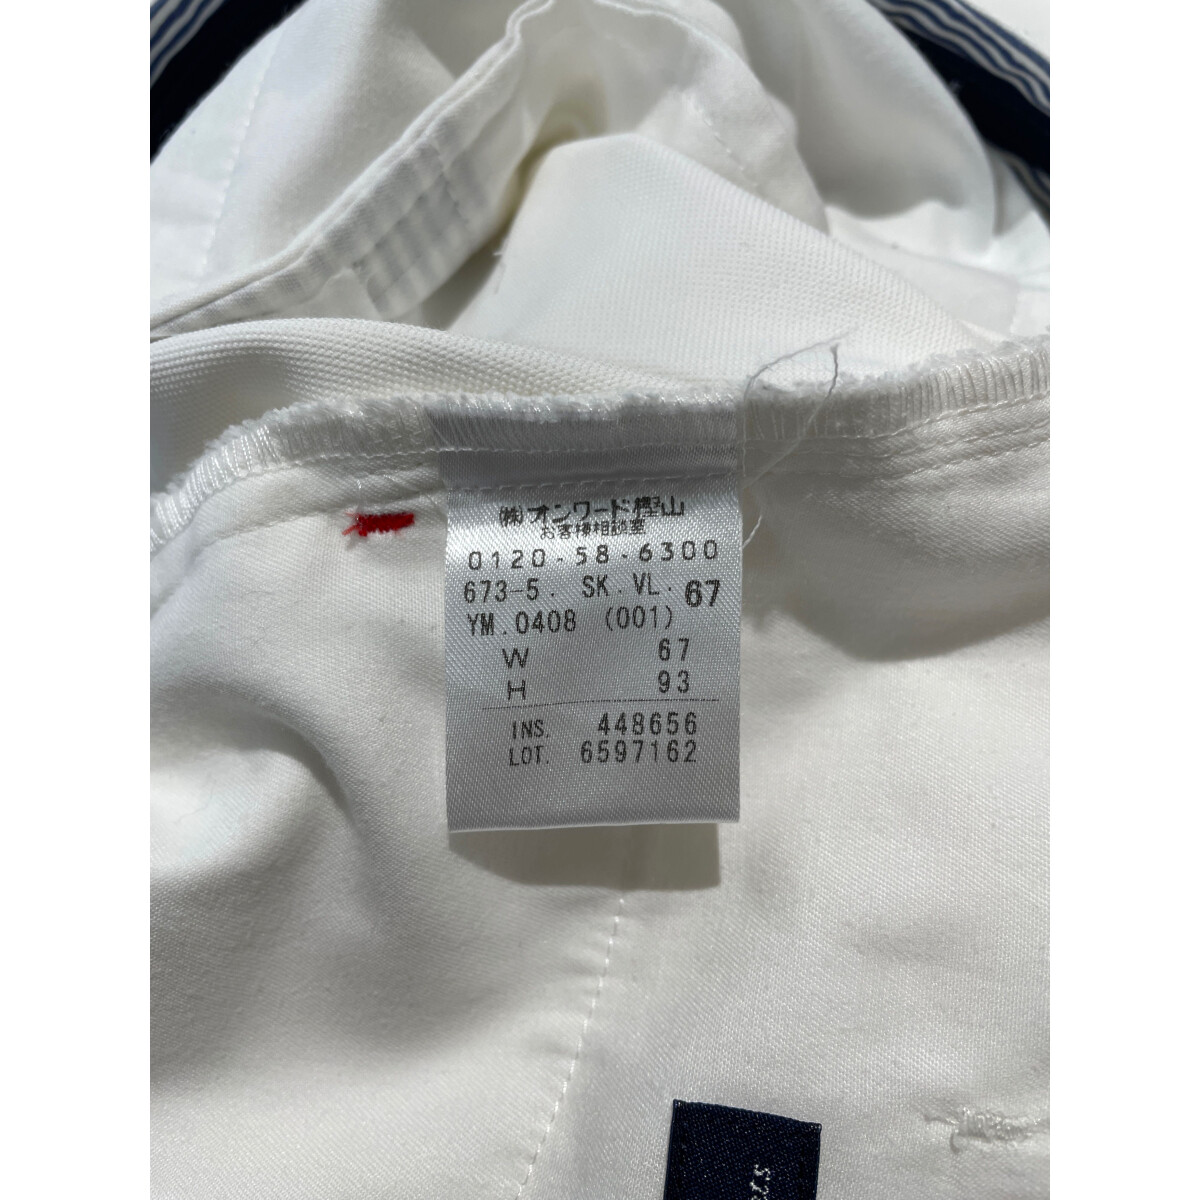 (株)オンワード樫山
お客様相談室
0120-58-6300
673-5. SK. VL. 67
YM.0408 (001)
W 67
H 93
INS. 448656
LOT. 6597162